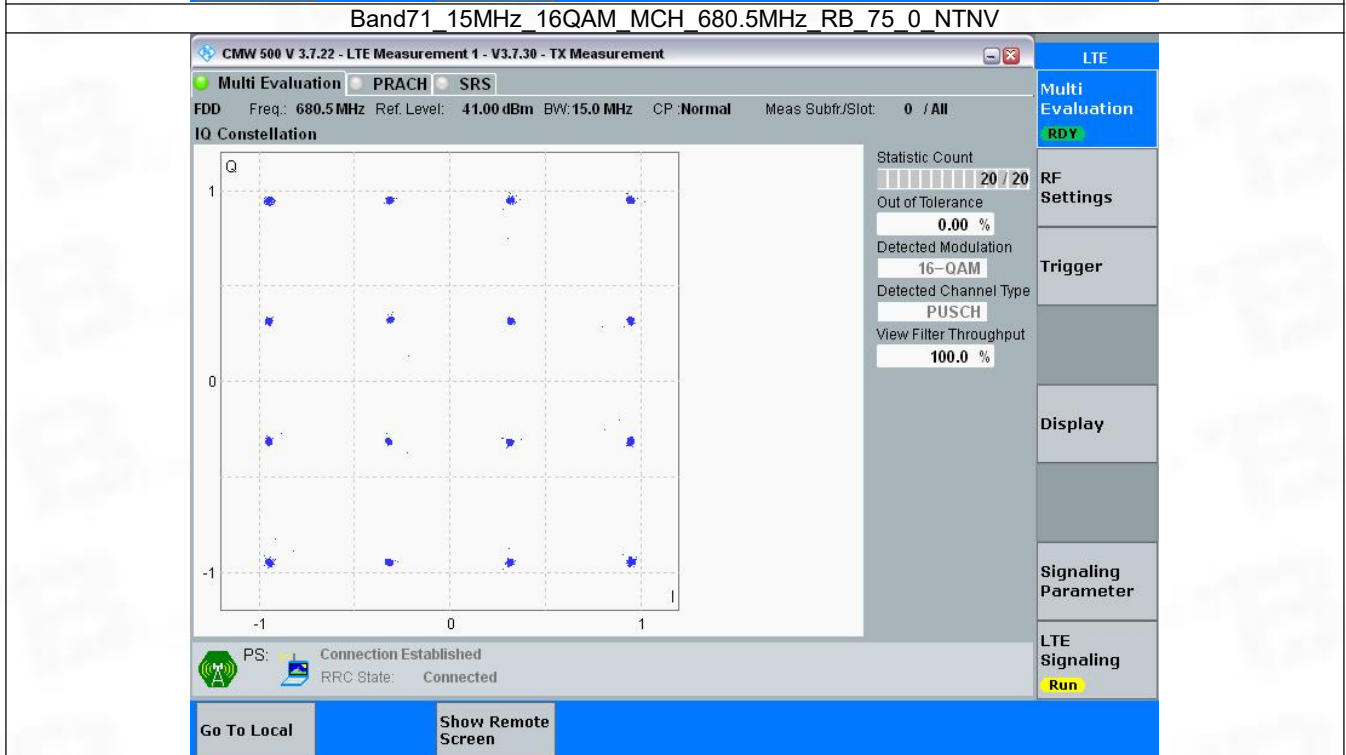 Band71_15MHz_16QAM_MCH_680.5MHz_RB_75_0_NTNV
CMW 500 V 3.7.22 - LTE Measurement 1 - V3.7.30 - TX Measurement
LTE
Multi Evaluation PRACH SRS
Multi
Evaluation
RDY
FDD Freq.: 680.5 MHz Ref. Level: 41.00 dBm BW: 15.0 MHz CP :Normal Meas Subfr./Slot: 0 / All
IQ Constellation
Q
1
0
-1
I
-1 0 1
Statistic Count
20 / 20
Out of Tolerance
0.00 %
Detected Modulation
16-QAM
Detected Channel Type
PUSCH
View Filter Throughput
100.0 %
RF
Settings
Trigger
Display
Signaling
Parameter
LTE
Signaling
Run
PS: Connection Established
RRC State: Connected
Go To Local
Show Remote
Screen